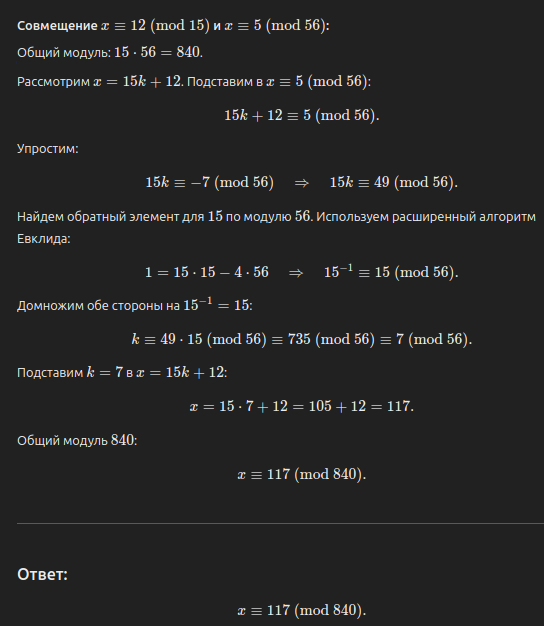 Совмещение x ≡ 12 (mod 15) и x ≡ 5 (mod 56):
Общий модуль: 15 · 56 = 840.
Рассмотрим x = 15k + 12. Подставим в x ≡ 5 (mod 56):
15k + 12 ≡ 5 (mod 56).
Упростим:
15k ≡ −7 (mod 56) ⇒ 15k ≡ 49 (mod 56).
Найдем обратный элемент для 15 по модулю 56. Используем расширенный алгоритм
Евклида:
1 = 15 · 15 − 4 · 56 ⇒ 15⁻¹ ≡ 15 (mod 56).
Домножим обе стороны на 15⁻¹ = 15:
k ≡ 49 · 15 (mod 56) ≡ 735 (mod 56) ≡ 7 (mod 56).
Подставим k = 7 в x = 15k + 12:
x = 15 · 7 + 12 = 105 + 12 = 117.
Общий модуль 840:
x ≡ 117 (mod 840).
Ответ:
x ≡ 117 (mod 840).